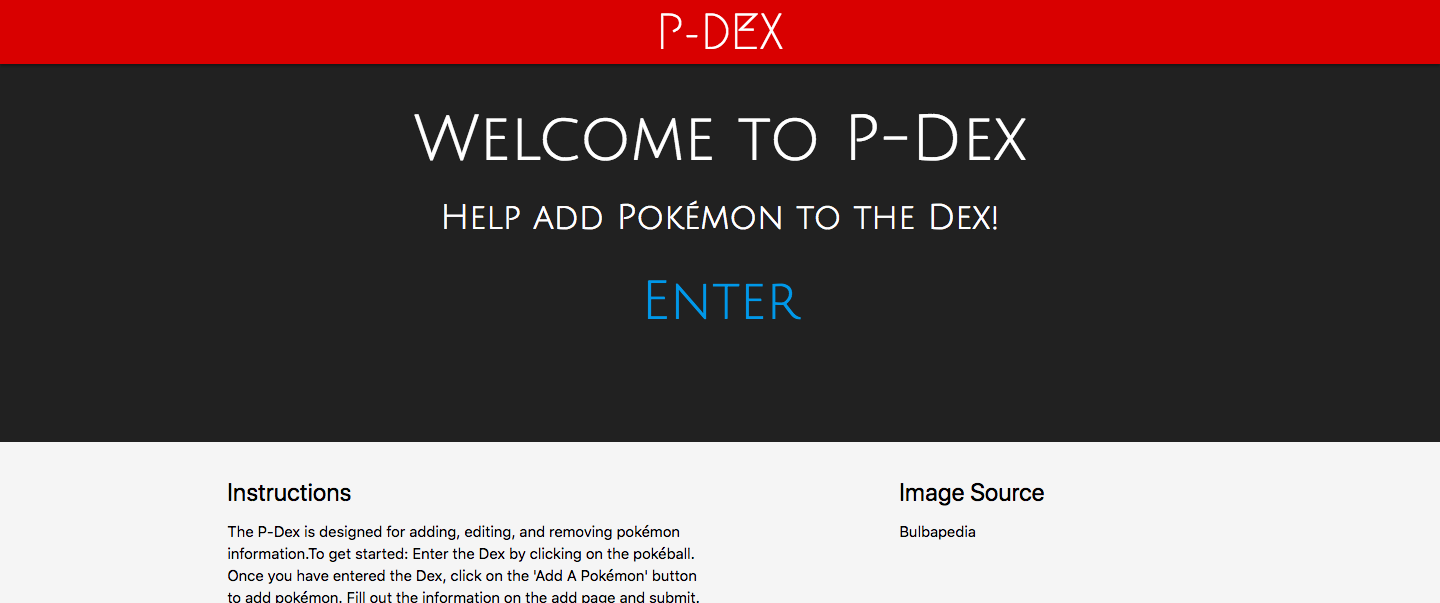 P-DEX
Welcome to P-Dex
Help add Pokémon to the Dex!
Enter
Instructions
The P-Dex is designed for adding, editing, and removing pokémon
information.To get started: Enter the Dex by clicking on the pokéball.
Once you have entered the Dex, click on the 'Add A Pokémon' button
to add pokémon. Fill out the information on the add page and submit.
Image Source
Bulbapedia